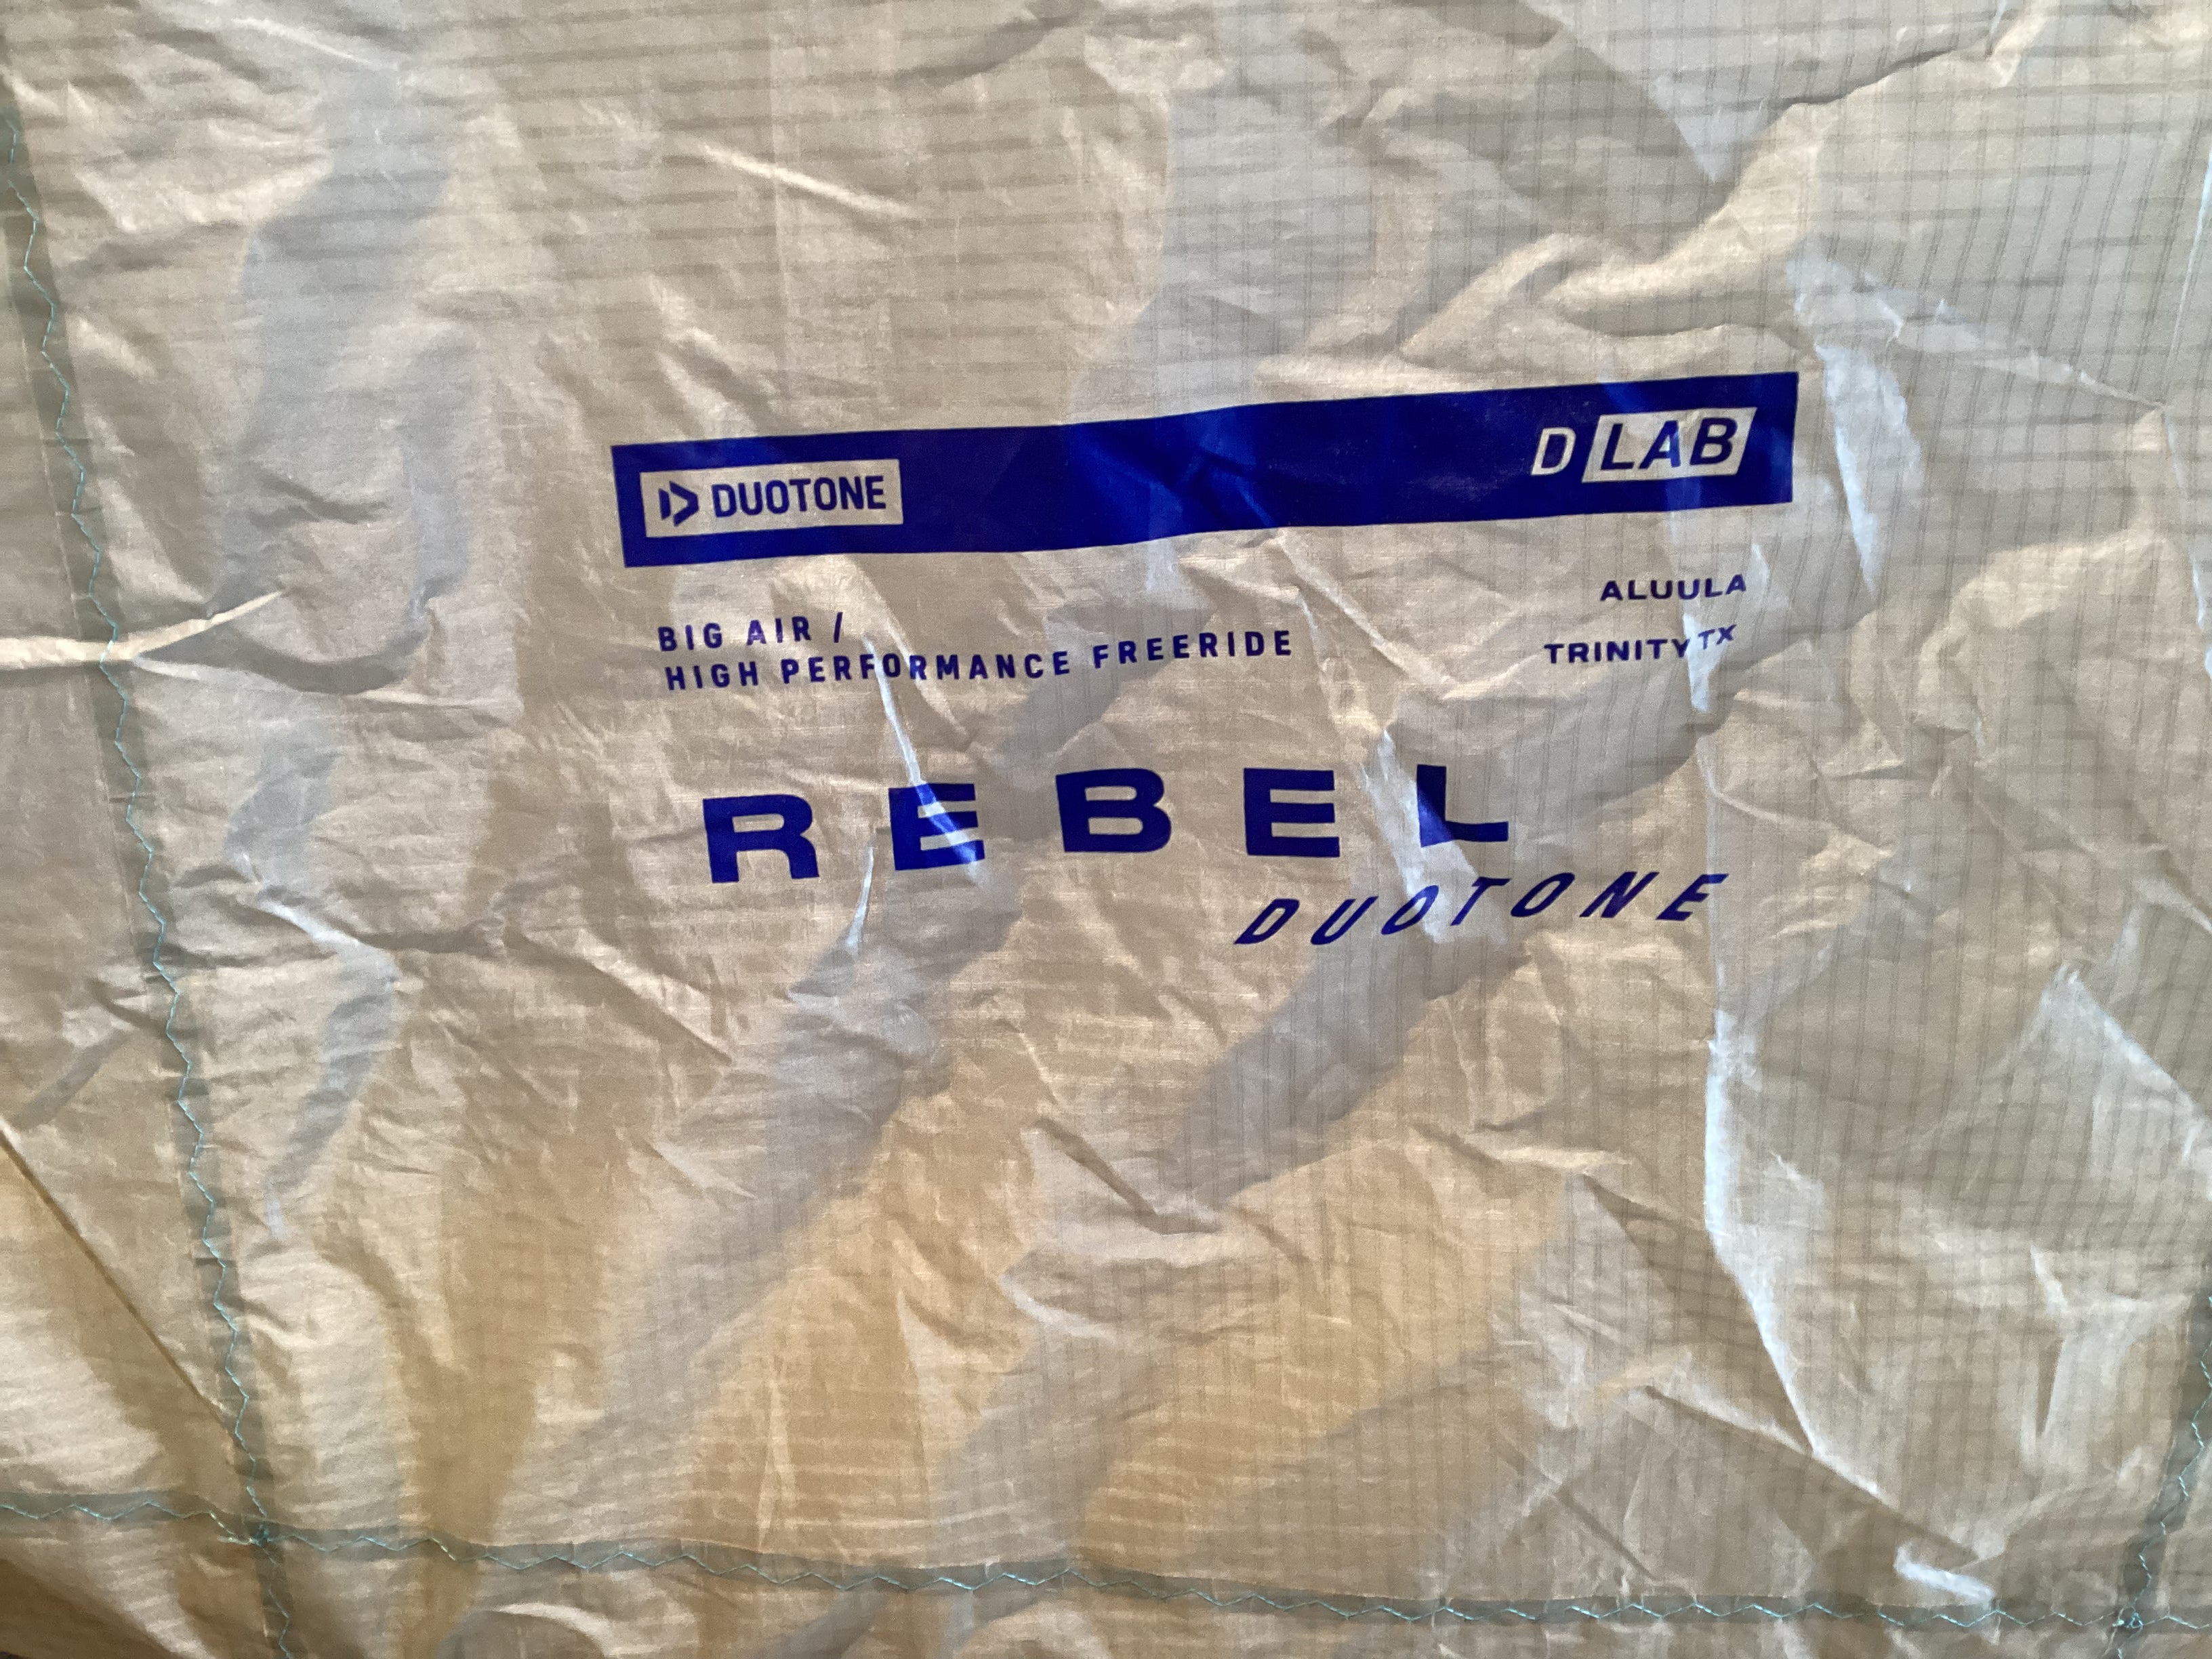 DUOTONE
D LAB
BIG AIR /
HIGH PERFORMANCE FREERIDE
ALUULA
TRINITY TX
REBEL
DUOTONE